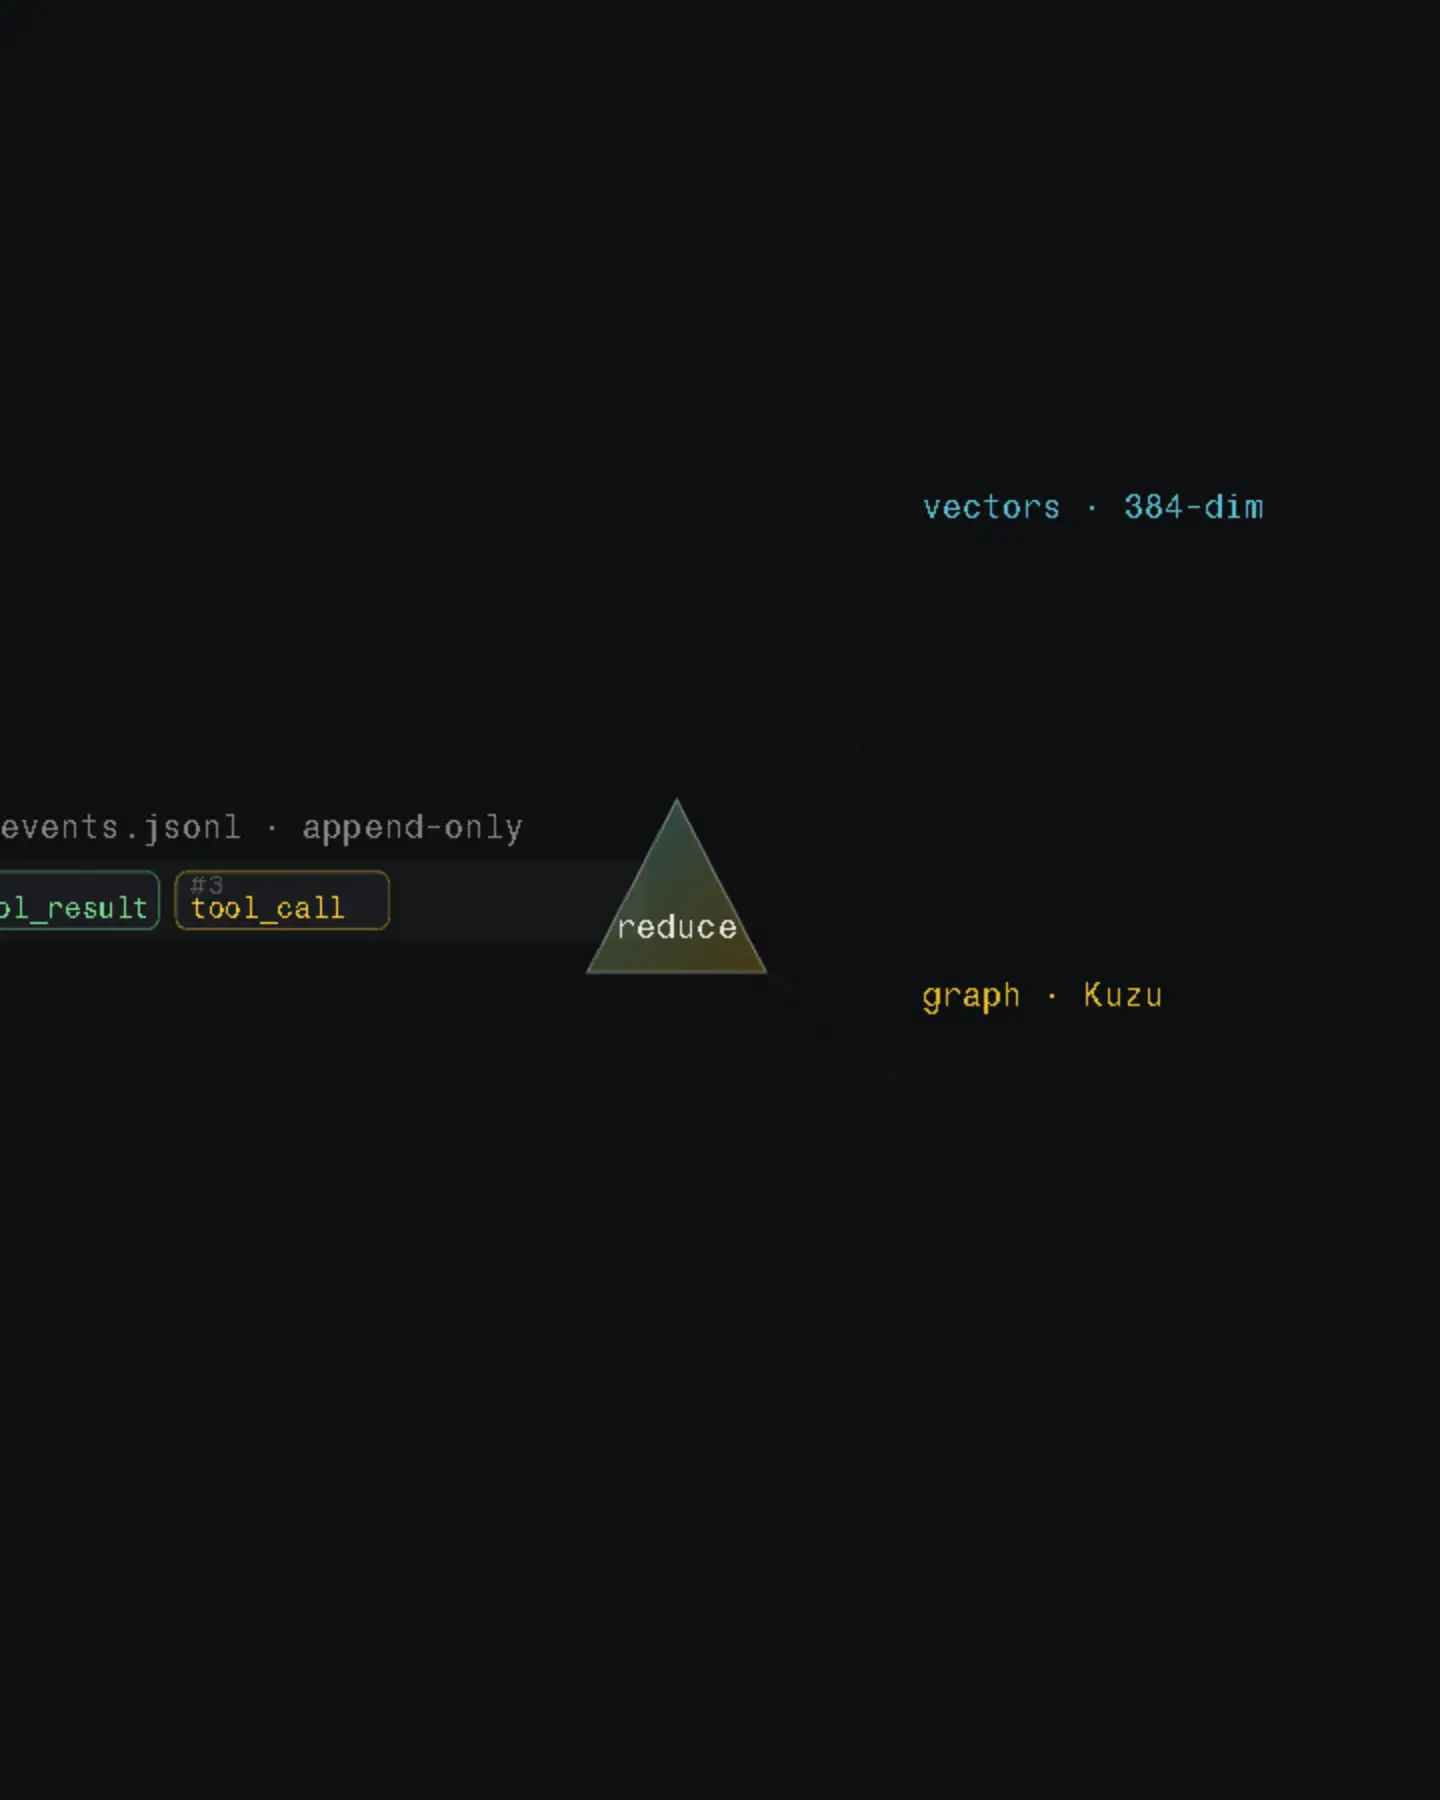 vectors · 384-dim
events.jsonl · append-only
#3
ol_result
tool_call
reduce
graph · Kuzu